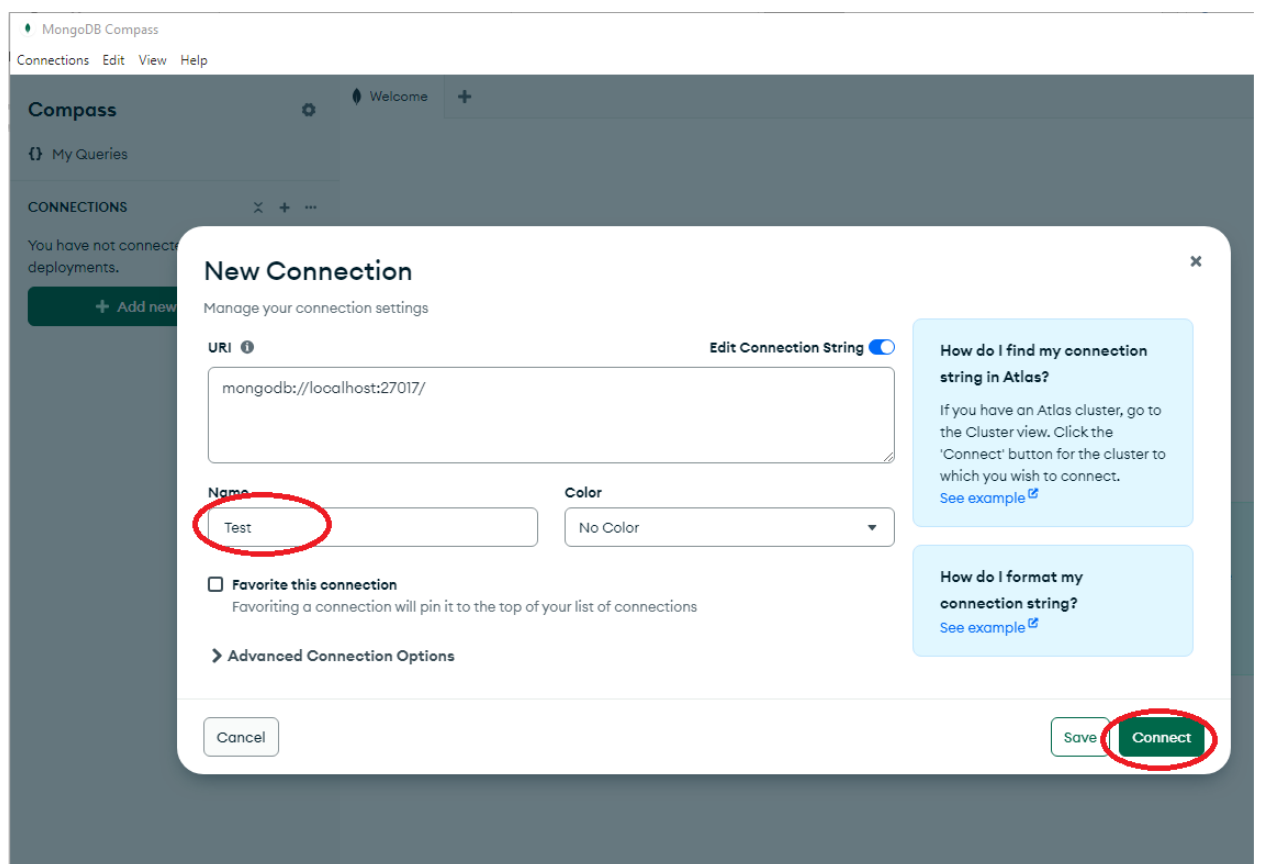 MongoDB Compass
Connections Edit View Help
Compass
Welcome
{} My Queries
CONNECTIONS
You have not connecte
deployments.
Add new
New Connection
Manage your connection settings
URI
Edit Connection String
mongodb://localhost:27017/
Name
Test
Color
No Color
Favorite this connection
Favoriting a connection will pin it to the top of your list of connections
Advanced Connection Options
How do I find my connection
string in Atlas?
If you have an Atlas cluster, go to
the Cluster view. Click the
'Connect' button for the cluster to
which you wish to connect.
See example
How do I format my
connection string?
See example
Cancel
Save
Connect